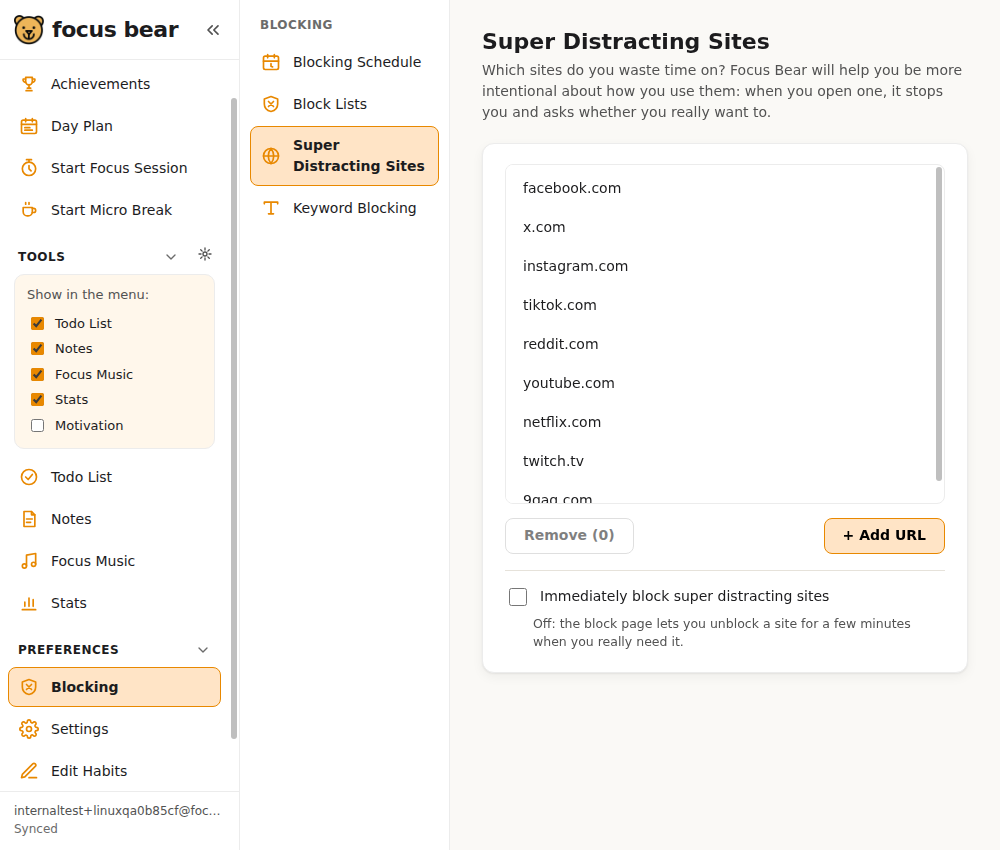 focus bear
Achievements
Day Plan
Start Focus Session
Start Micro Break
TOOLS
Show in the menu:
Todo List
Notes
Focus Music
Stats
Motivation
Todo List
Notes
Focus Music
Stats
PREFERENCES
Blocking
Settings
Edit Habits
internaltest+linuxqa0b85cf@foc...
Synced
BLOCKING
Blocking Schedule
Block Lists
Super
Distracting Sites
Keyword Blocking
Super Distracting Sites
Which sites do you waste time on? Focus Bear will help you be more
intentional about how you use them: when you open one, it stops
you and asks whether you really want to.
facebook.com
x.com
instagram.com
tiktok.com
reddit.com
youtube.com
netflix.com
twitch.tv
9gag.com
Remove (0)
+ Add URL
Immediately block super distracting sites
Off: the block page lets you unblock a site for a few minutes
when you really need it.